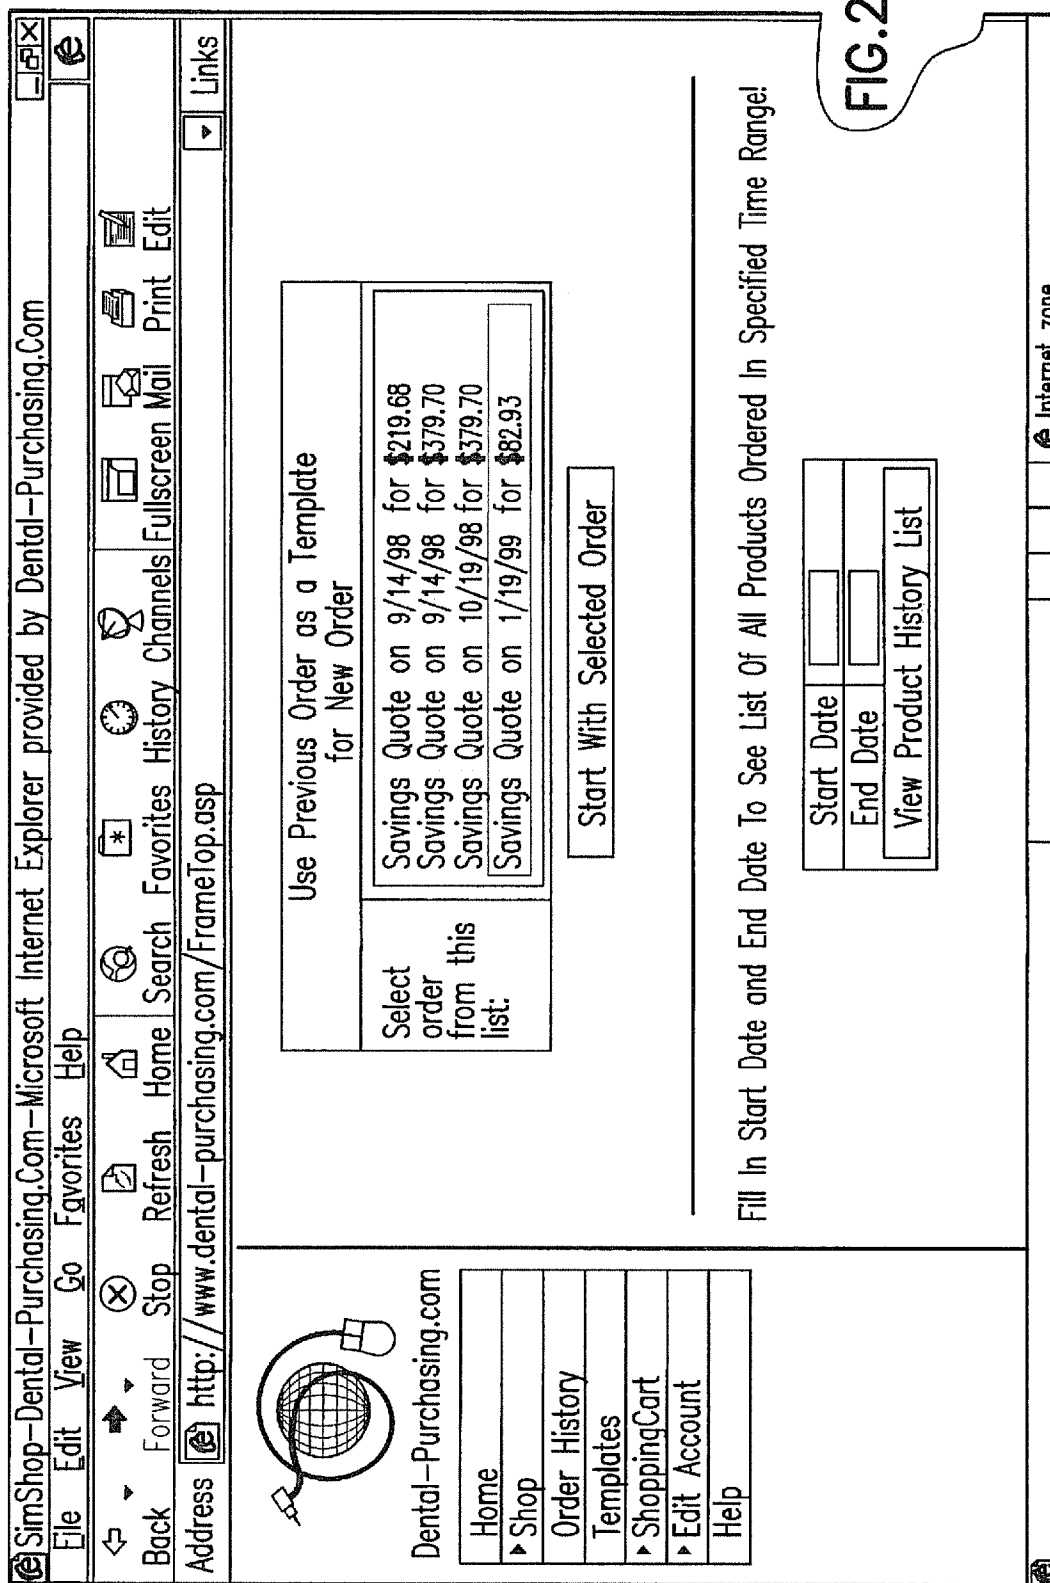 SimShop-Dental-Purchasing.Com-Microsoft Internet Explorer provided by Dental-Purchasing.Com
File Edit View Go Favorites Help
Back Forward Stop Refresh Home Search Favorites History Channels Fullscreen Mail Print Edit
Address http://www.dental-purchasing.com/FrameTop.asp Links
Dental-Purchasing.com
Home
Shop
Order History
Templates
ShoppingCart
Edit Account
Help
Use Previous Order as a Template
for New Order
Select
order
from this
list:
Savings Quote on 9/14/98 for $219.68
Savings Quote on 9/14/98 for $379.70
Savings Quote on 10/19/98 for $379.70
Savings Quote on 1/19/99 for $82.93
Start With Selected Order
Fill In Start Date and End Date To See List Of All Products Ordered In Specified Time Range!
Start Date
End Date
View Product History List
Internet zone
FIG.2